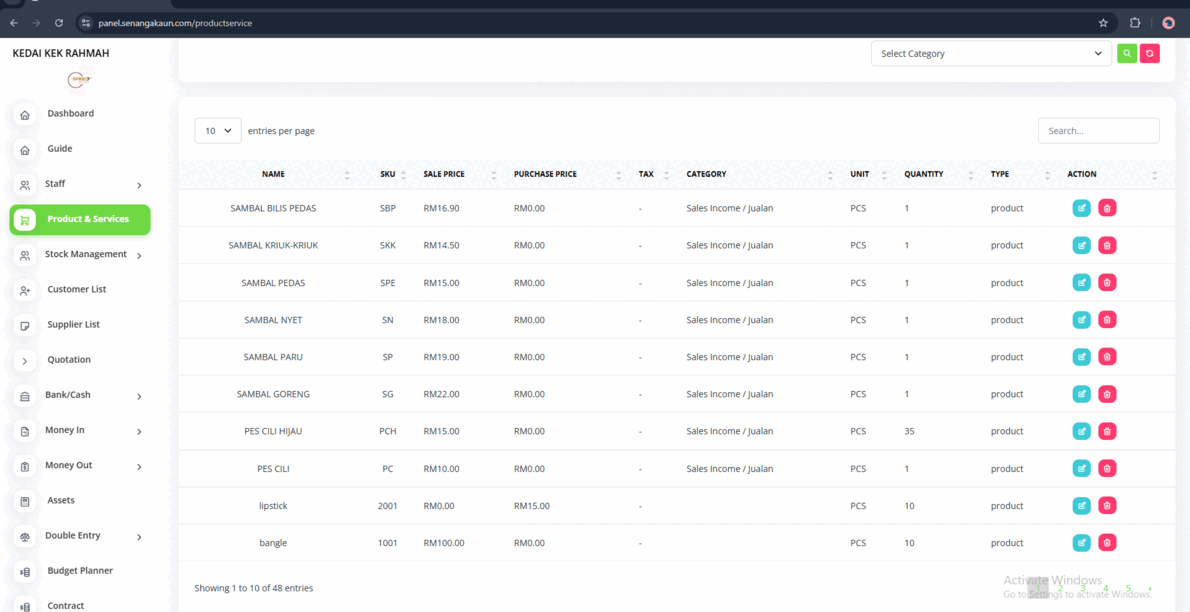 panel.senangakaun.com/productservice
KEDAI KEK RAHMAH
Select Category
Dashboard
Guide
Staff
Product & Services
Stock Management
Customer List
Supplier List
Quotation
Bank/Cash
Money In
Money Out
Assets
Double Entry
Budget Planner
Contract
10 entries per page
Search...
NAME SKU SALE PRICE PURCHASE PRICE TAX CATEGORY UNIT QUANTITY TYPE ACTION
SAMBAL BILIS PEDAS SBP RM16.90 RM0.00 - Sales Income / Jualan PCS 1 product
SAMBAL KRIUK-KRIUK SKK RM14.50 RM0.00 - Sales Income / Jualan PCS 1 product
SAMBAL PEDAS SPE RM15.00 RM0.00 - Sales Income / Jualan PCS 1 product
SAMBAL NYET SN RM18.00 RM0.00 - Sales Income / Jualan PCS 1 product
SAMBAL PARU SP RM19.00 RM0.00 - Sales Income / Jualan PCS 1 product
SAMBAL GORENG SG RM22.00 RM0.00 - Sales Income / Jualan PCS 1 product
PES CILI HIJAU PCH RM15.00 RM0.00 - Sales Income / Jualan PCS 35 product
PES CILI PC RM10.00 RM0.00 - Sales Income / Jualan PCS 1 product
lipstick 2001 RM0.00 RM15.00 - PCS 10 product
bangle 1001 RM100.00 RM0.00 - PCS 10 product
Showing 1 to 10 of 48 entries
1 2 3 4 5
Activate Windows
Go to Settings to activate Windows.